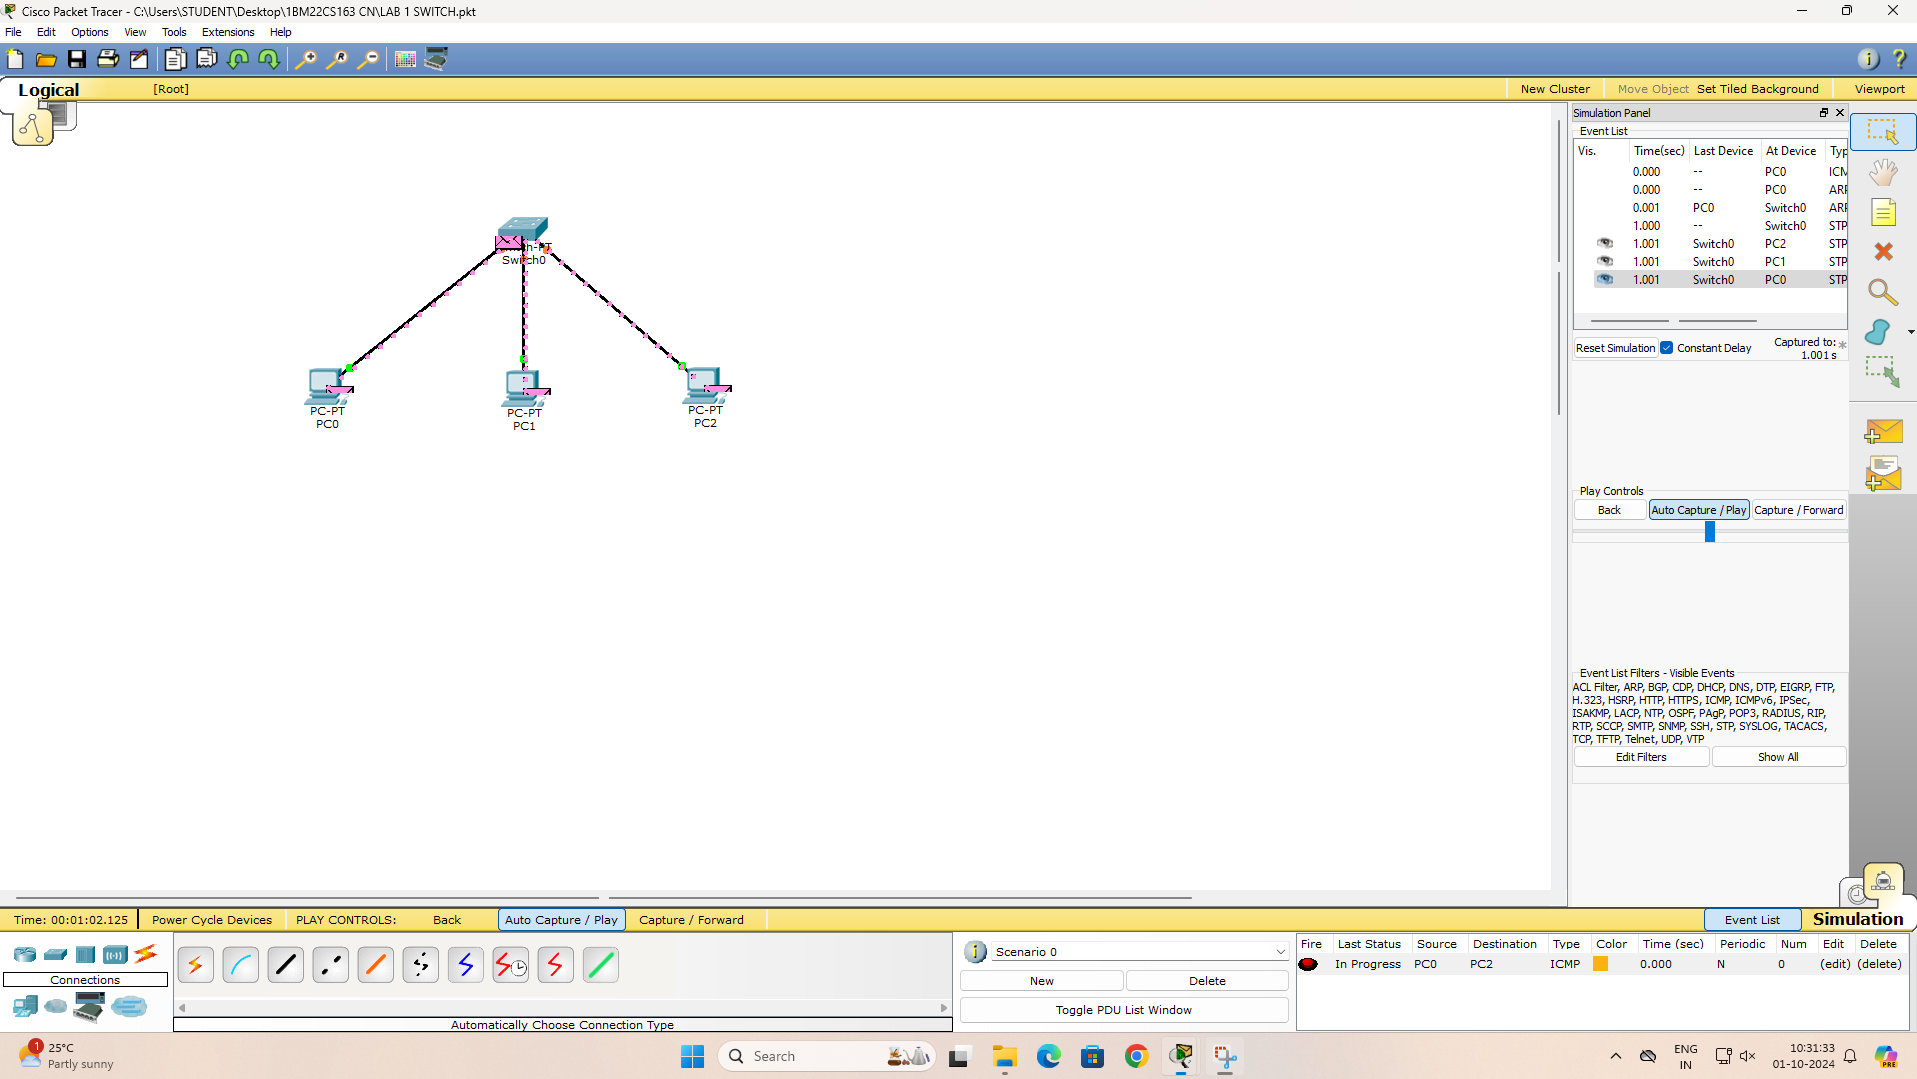 Cisco Packet Tracer - C:\Users\STUDENT\Desktop\1BM22CS163 CN\LAB 1 SWITCH.pkt
File Edit Options View Tools Extensions Help
Logical [Root] New Cluster Move Object Set Tiled Background Viewport
Simulation Panel
Event List
Vis. Time(sec) Last Device At Device Typ
0.000 -- PC0 ICM
0.000 -- PC0 ARP
0.001 PC0 Switch0 ARP
1.000 -- Switch0 STP
1.001 Switch0 PC2 STP
1.001 Switch0 PC1 STP
1.001 Switch0 PC0 STP
Reset Simulation Constant Delay Captured to: *
1.001 s
Switch0
PC-PT
PC0
PC-PT
PC1
PC-PT
PC2
Play Controls
Back Auto Capture / Play Capture / Forward
Event List Filters - Visible Events
ACL Filter, ARP, BGP, CDP, DHCP, DNS, DTP, EIGRP, FTP,
H.323, HSRP, HTTP, HTTPS, ICMP, ICMPv6, IPSec,
ISAKMP, LACP, NTP, OSPF, PAgP, POP3, RADIUS, RIP,
RTP, SCCP, SMTP, SNMP, SSH, STP, SYSLOG, TACACS,
TCP, TFTP, Telnet, UDP, VTP
Edit Filters Show All
Time: 00:01:02.125 Power Cycle Devices PLAY CONTROLS: Back Auto Capture / Play Capture / Forward Event List Simulation
Connections
Automatically Choose Connection Type
Scenario 0
New Delete
Toggle PDU List Window
Fire Last Status Source Destination Type Color Time (sec) Periodic Num Edit Delete
In Progress PC0 PC2 ICMP 0.000 N 0 (edit) (delete)
1
25°C
Partly sunny
Search
ENG
IN
10:31:33
01-10-2024
PRE